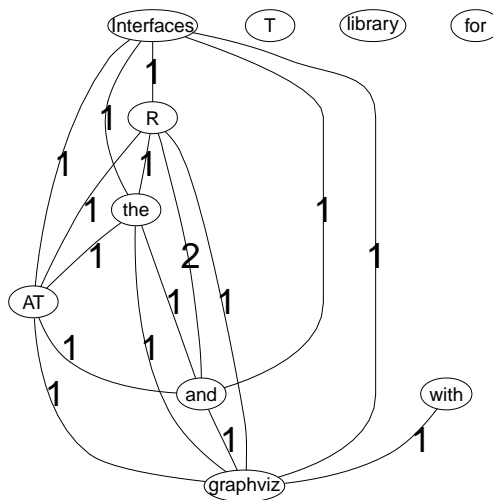 Interfaces T library for
1
R
1 1
the
1 1 1 1
1 2
AT
1 1
1 1
and with
1 1 1
graphviz